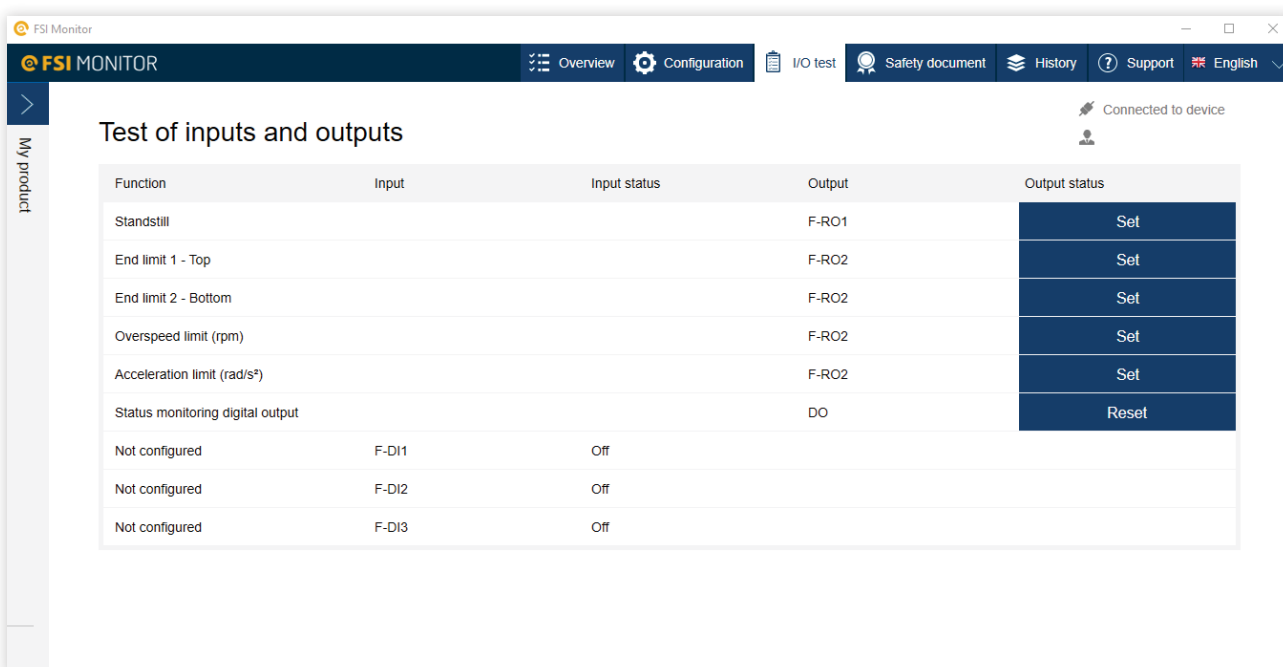 FSI Monitor
FSI MONITOR
Overview Configuration I/O test Safety document History ? Support English
My product
Connected to device
Test of inputs and outputs
Function Input Input status Output Output status
Standstill F-RO1 Set
End limit 1 - Top F-RO2 Set
End limit 2 - Bottom F-RO2 Set
Overspeed limit (rpm) F-RO2 Set
Acceleration limit (rad/s²) F-RO2 Set
Status monitoring digital output DO Reset
Not configured F-DI1 Off
Not configured F-DI2 Off
Not configured F-DI3 Off